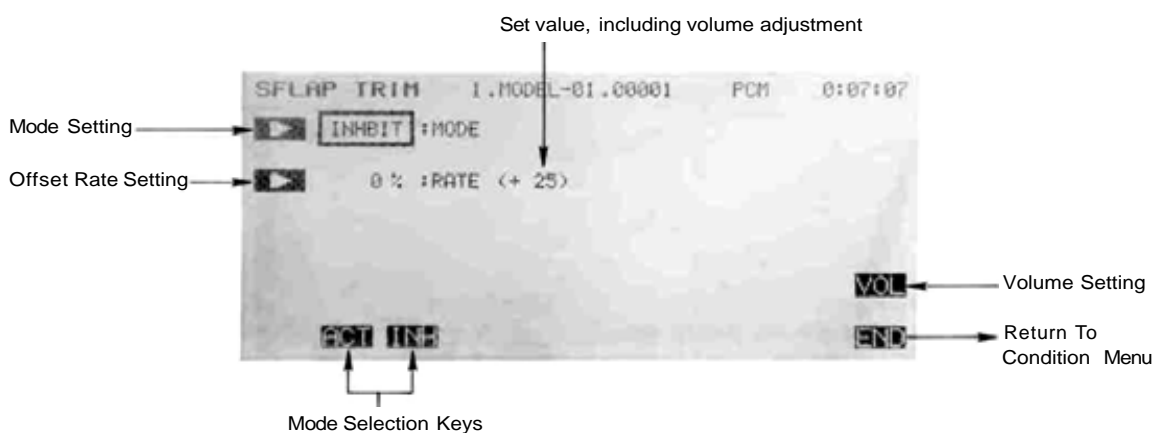 Set value, including volume adjustment
SFLAP TRIM 1.MODEL-01.00001 PCM 0:07:07
Mode Setting INHBIT :MODE
Offset Rate Setting 0 % :RATE (+ 25)
VOL Volume Setting
ACT INH END Return To
Condition Menu
Mode Selection Keys